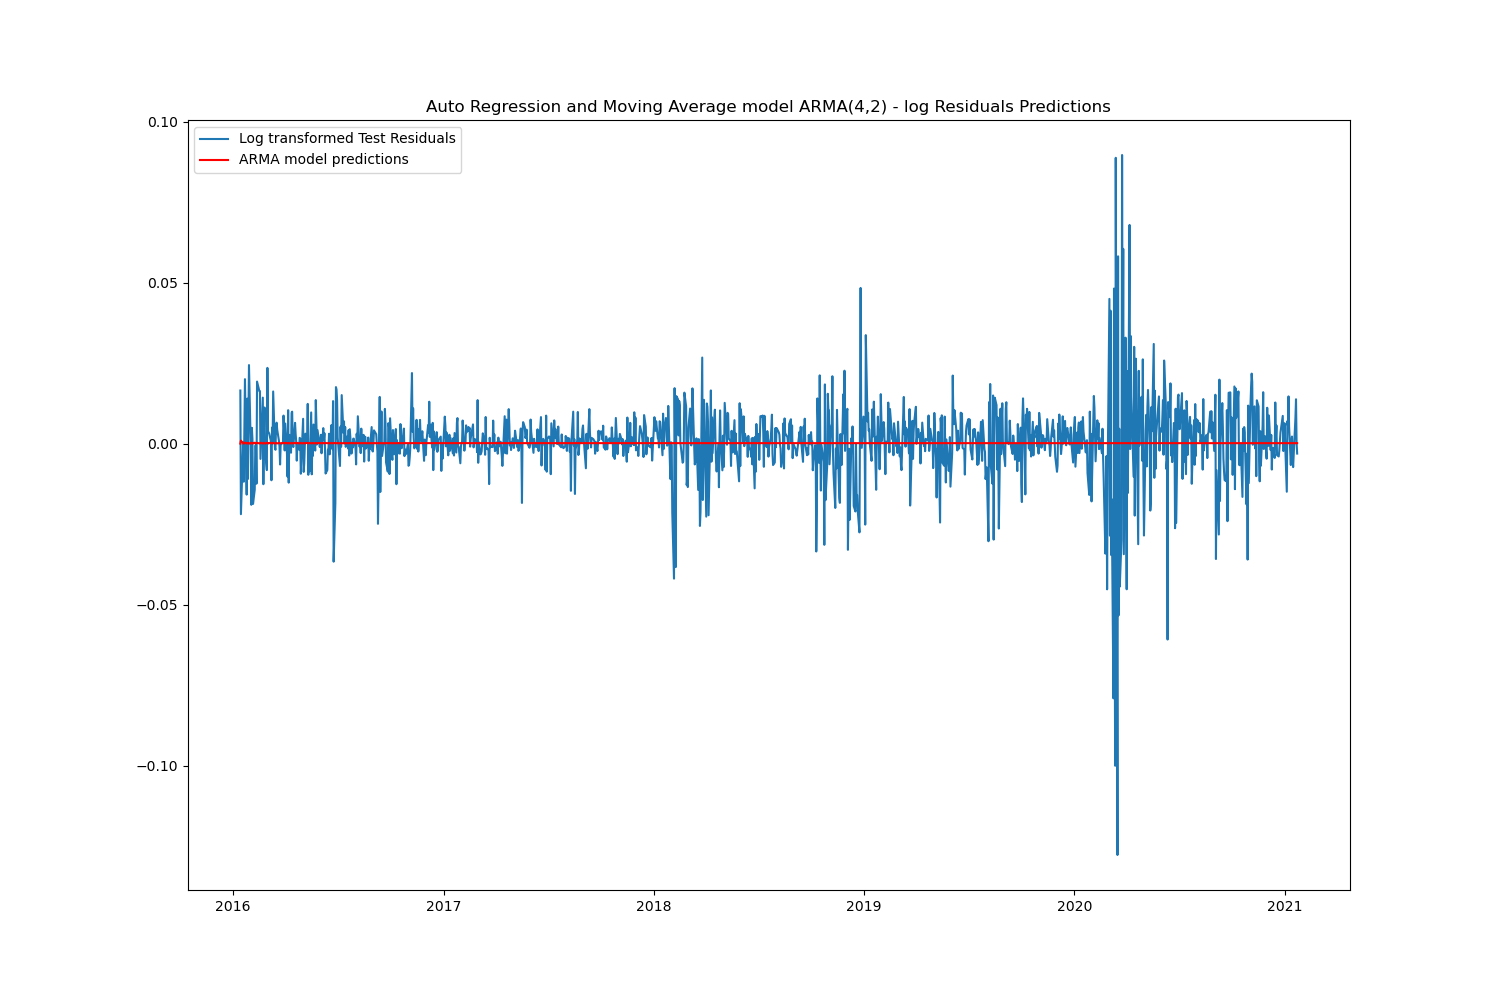 Auto Regression and Moving Average model ARMA(4,2) - log Residuals Predictions
Log transformed Test Residuals
ARMA model predictions
0.10
0.05
0.00
−0.05
−0.10
2016 2017 2018 2019 2020 2021